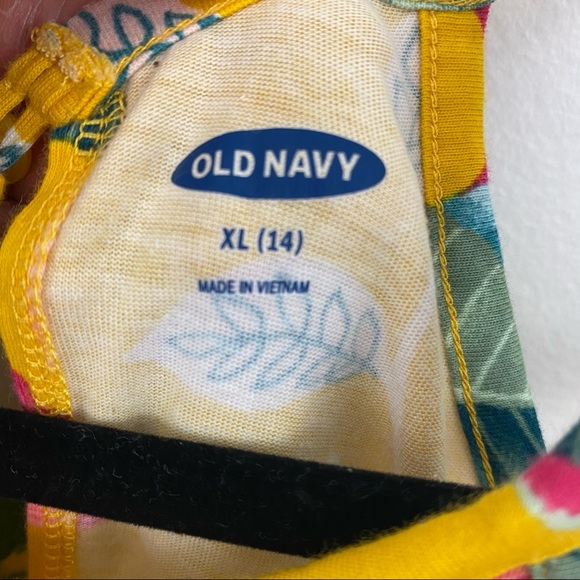 OLD NAVY
XL (14)
MADE IN VIETNAM